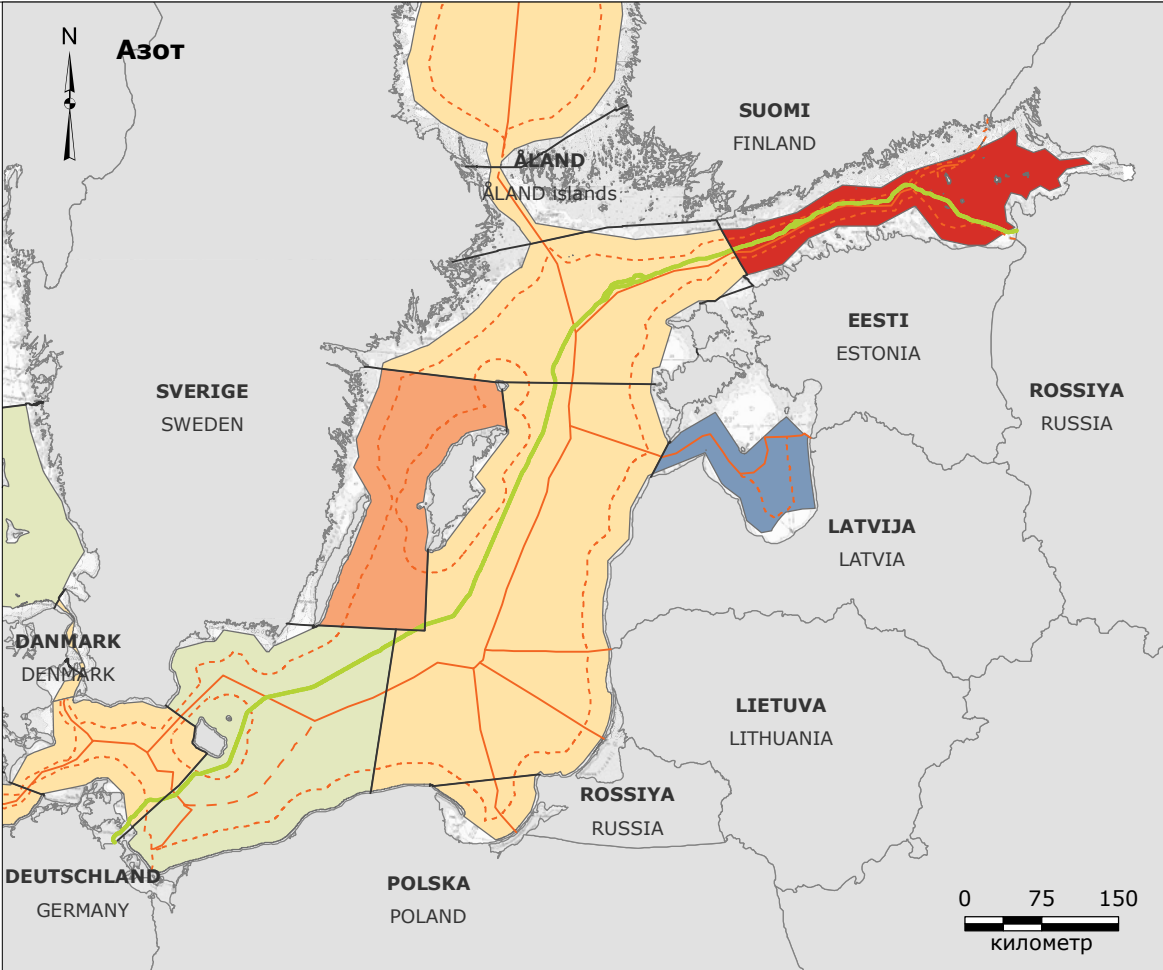 N
Азот
SUOMI
FINLAND
ÅLAND
ÅLAND islands
EESTI
ESTONIA
SVERIGE
SWEDEN
ROSSIYA
RUSSIA
LATVIJA
LATVIA
DANMARK
DENMARK
LIETUVA
LITHUANIA
ROSSIYA
RUSSIA
DEUTSCHLAND
GERMANY
POLSKA
POLAND
0 75 150
километр